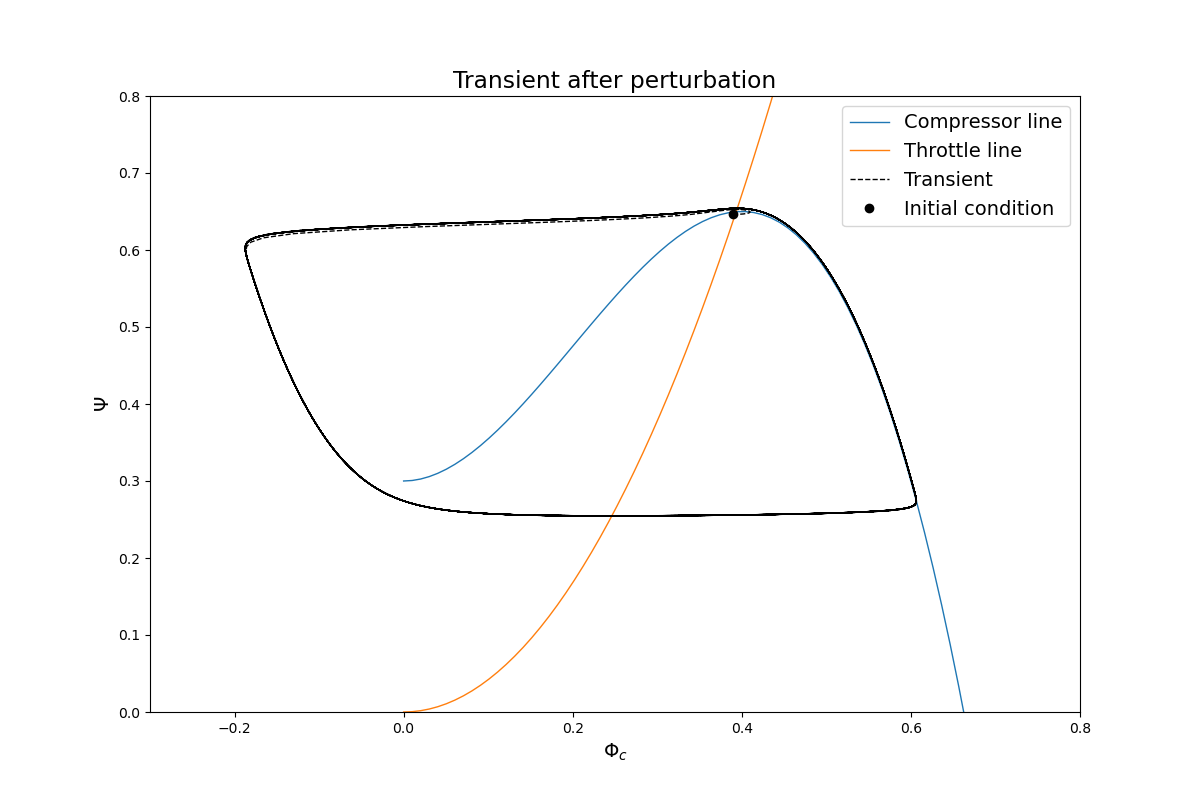 Transient after perturbation
Compressor line
Throttle line
Transient
Initial condition
0.8
0.7
0.6
0.5
0.4
0.3
0.2
0.1
0.0
Ψ
−0.2
0.0
0.2
0.4
0.6
0.8
Φc